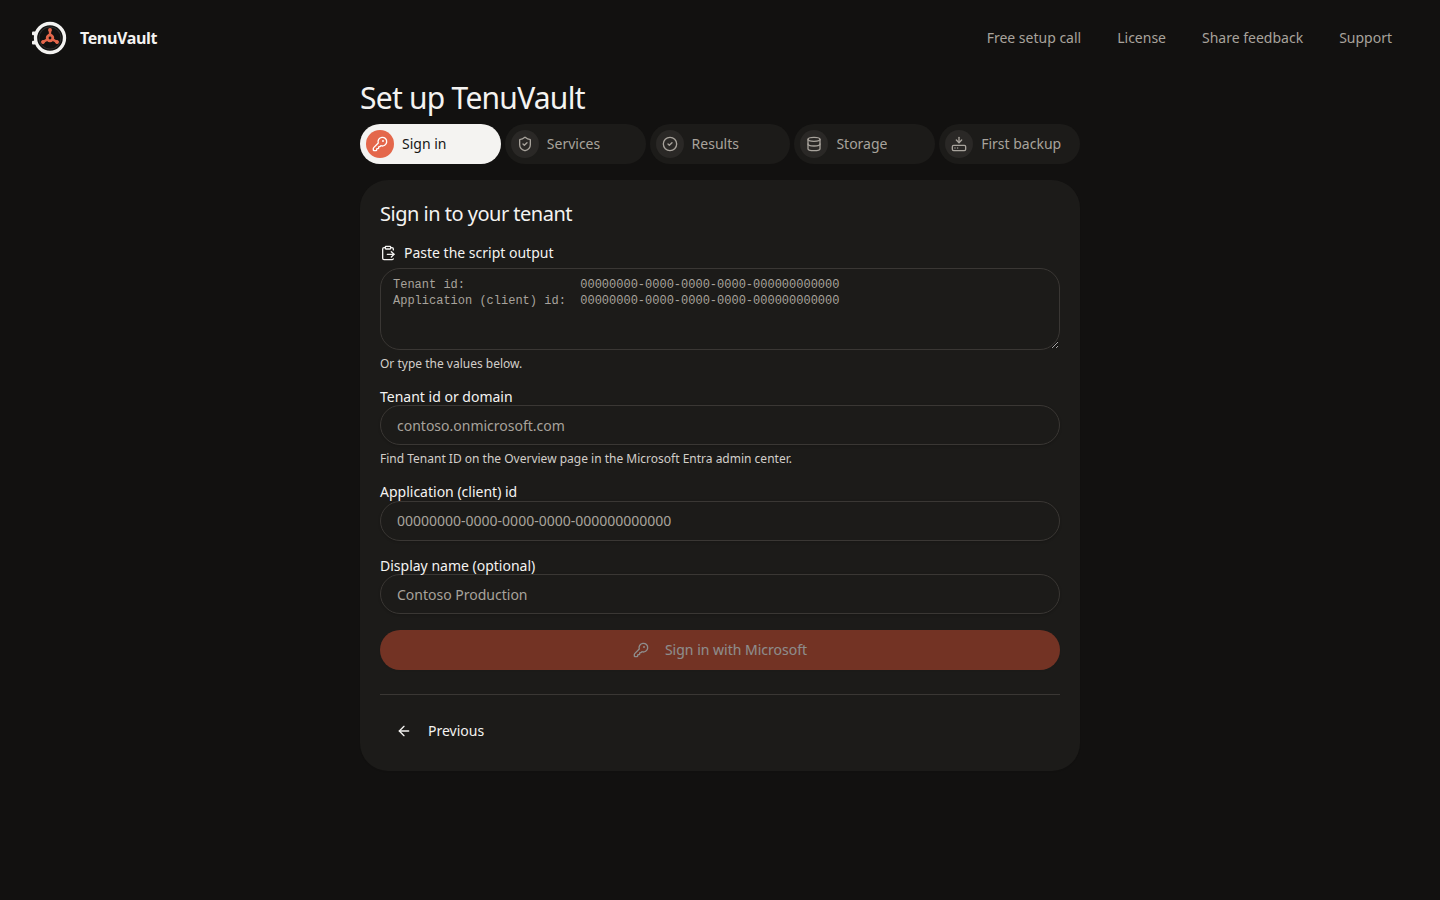 TenuVault
Free setup call
License
Share feedback
Support
Set up TenuVault
Sign in
Services
Results
Storage
First backup
Sign in to your tenant
Paste the script output
Tenant id: 00000000-0000-0000-0000-000000000000
Application (client) id: 00000000-0000-0000-0000-000000000000
Or type the values below.
Tenant id or domain
contoso.onmicrosoft.com
Find Tenant ID on the Overview page in the Microsoft Entra admin center.
Application (client) id
00000000-0000-0000-0000-000000000000
Display name (optional)
Contoso Production
Sign in with Microsoft
Previous